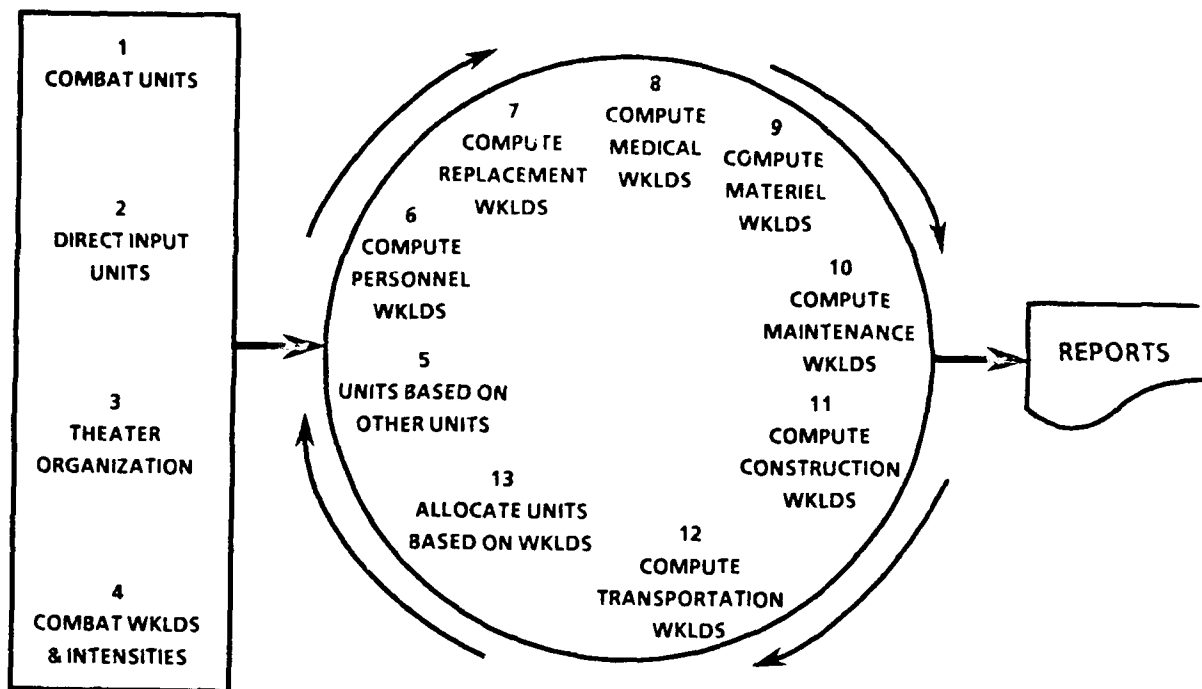 1
COMBAT UNITS
2
DIRECT INPUT
UNITS
3
THEATER
ORGANIZATION
4
COMBAT WKLDS
& INTENSITIES
5
UNITS BASED ON
OTHER UNITS
6
COMPUTE
PERSONNEL
WKLDS
7
COMPUTE
REPLACEMENT
WKLDS
8
COMPUTE
MEDICAL
WKLDS
9
COMPUTE
MATERIEL
WKLDS
10
COMPUTE
MAINTENANCE
WKLDS
11
COMPUTE
CONSTRUCTION
WKLDS
12
COMPUTE
TRANSPORTATION
WKLDS
13
ALLOCATE UNITS
BASED ON WKLDS
REPORTS